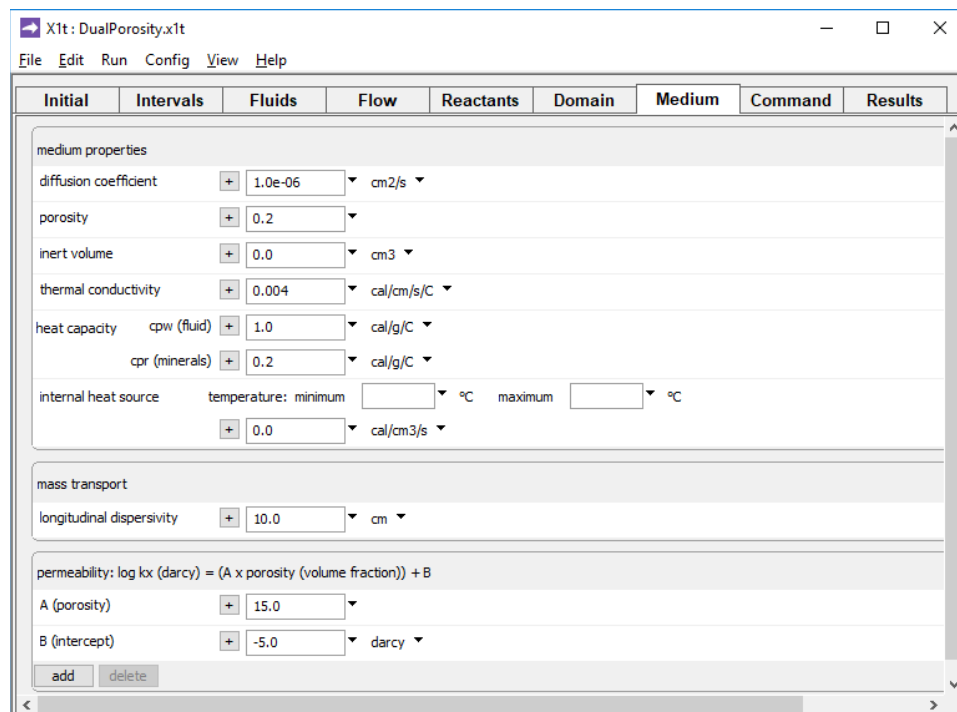 X1t : DualPorosity.x1t
File Edit Run Config View Help
Initial Intervals Fluids Flow Reactants Domain Medium Command Results
medium properties
diffusion coefficient + 1.0e-06 cm2/s
porosity + 0.2
inert volume + 0.0 cm3
thermal conductivity + 0.004 cal/cm/s/C
heat capacity cpw (fluid) + 1.0 cal/g/C
cpr (minerals) + 0.2 cal/g/C
internal heat source temperature: minimum ºC maximum ºC
+ 0.0 cal/cm3/s
mass transport
longitudinal dispersivity + 10.0 cm
permeability: log kx (darcy) = (A x porosity (volume fraction)) + B
A (porosity) + 15.0
B (intercept) + -5.0 darcy
add delete